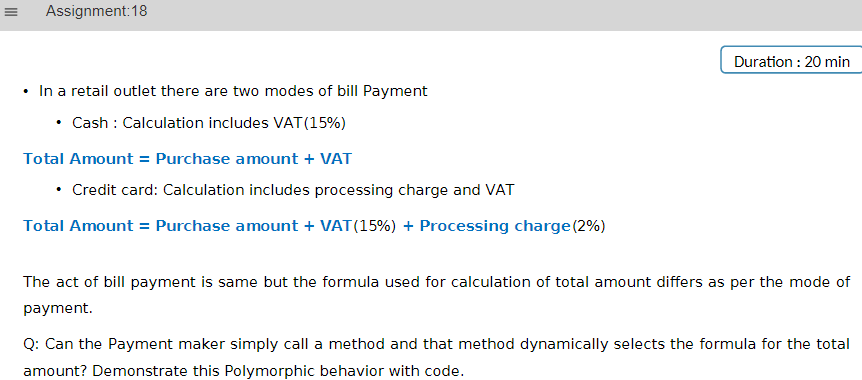 Assignment:18
Duration : 20 min
• In a retail outlet there are two modes of bill Payment
• Cash : Calculation includes VAT(15%)
Total Amount = Purchase amount + VAT
• Credit card: Calculation includes processing charge and VAT
Total Amount = Purchase amount + VAT(15%) + Processing charge(2%)
The act of bill payment is same but the formula used for calculation of total amount differs as per the mode of
payment.
Q: Can the Payment maker simply call a method and that method dynamically selects the formula for the total
amount? Demonstrate this Polymorphic behavior with code.